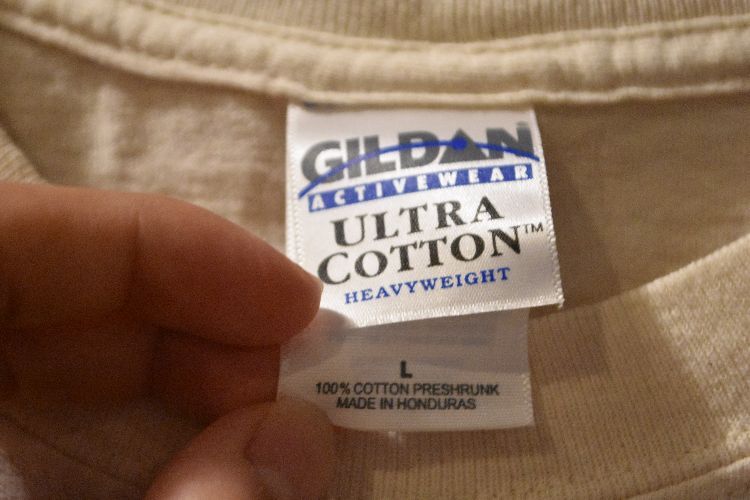 GILDAN
ACTIVEWEAR
ULTRA
COTTON™
HEAVYWEIGHT
L
100% COTTON PRESHRUNK
MADE IN HONDURAS